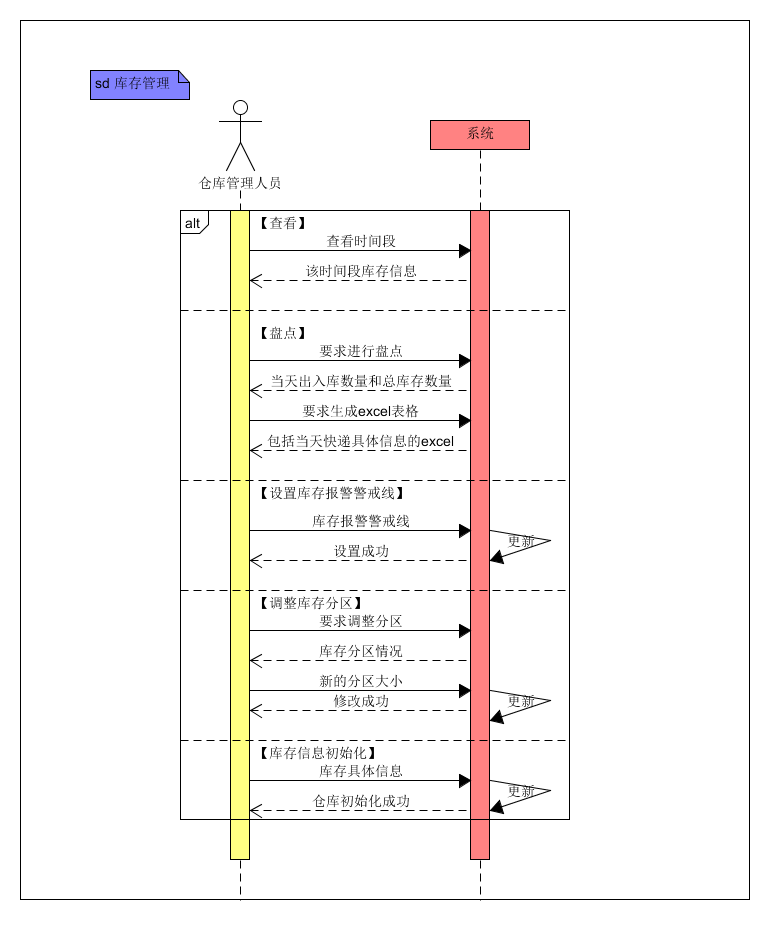 sd 库存管理
系统
仓库管理人员
alt
【查看】
查看时间段
该时间段库存信息
【盘点】
要求进行盘点
当天出入库数量和总库存数量
要求生成excel表格
包括当天快递具体信息的excel
【设置库存报警警戒线】
库存报警警戒线
更新
设置成功
【调整库存分区】
要求调整分区
库存分区情况
新的分区大小
修改成功
更新
【库存信息初始化】
库存具体信息
更新
仓库初始化成功